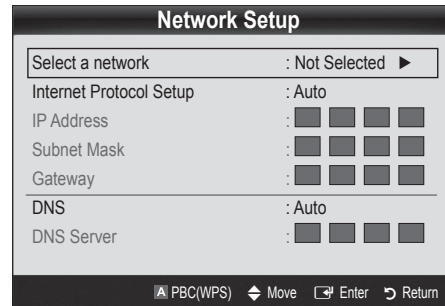 Network Setup
Select a network : Not Selected ▶
Internet Protocol Setup : Auto
IP Address :
Subnet Mask :
Gateway :
DNS : Auto
DNS Server :
A PBC(WPS) Move Enter Return